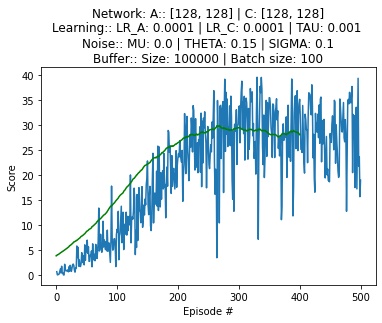 Network: A:: [128, 128] | C: [128, 128]
Learning:: LR_A: 0.0001 | LR_C: 0.0001 | TAU: 0.001
Noise:: MU: 0.0 | THETA: 0.15 | SIGMA: 0.1
Buffer:: Size: 100000 | Batch size: 100
40
35
30
25
20
15
10
5
0
Score
0 100 200 300 400 500
Episode #